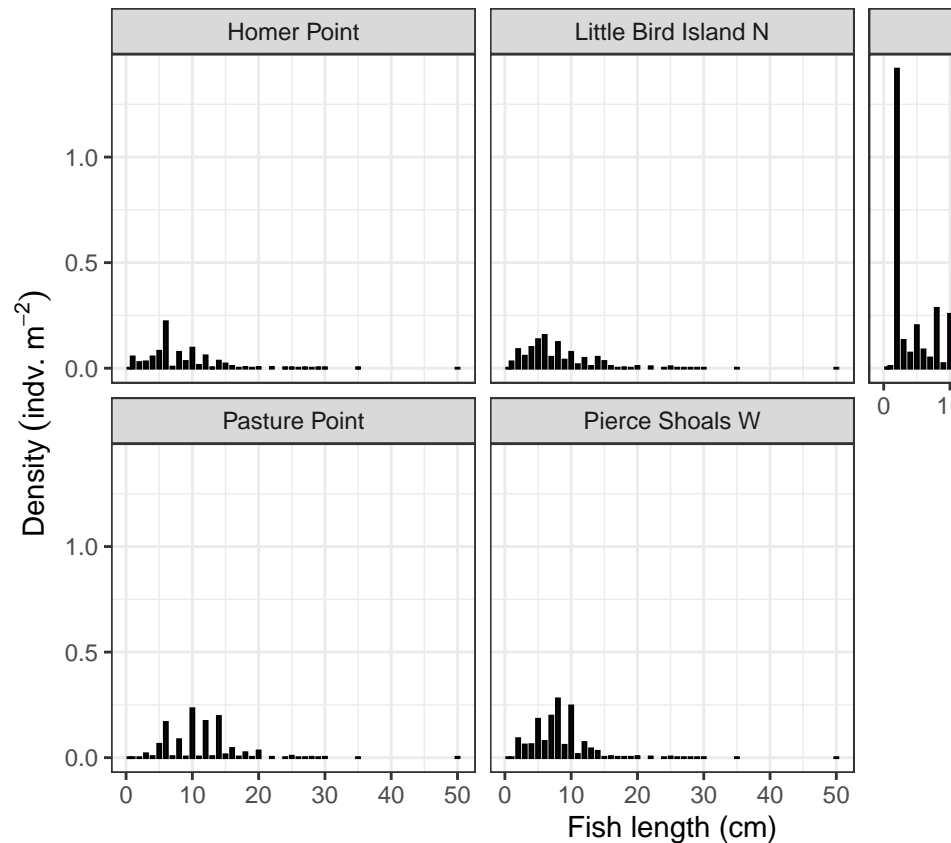 Homer Point
Little Bird Island N
1.0
0.5
0.0
0
Pasture Point
Pierce Shoals W
1.0
0.5
0.0
0 10 20 30 40 50
0 10 20 30 40 50
Density (indv. m⁻²)
Fish length (cm)